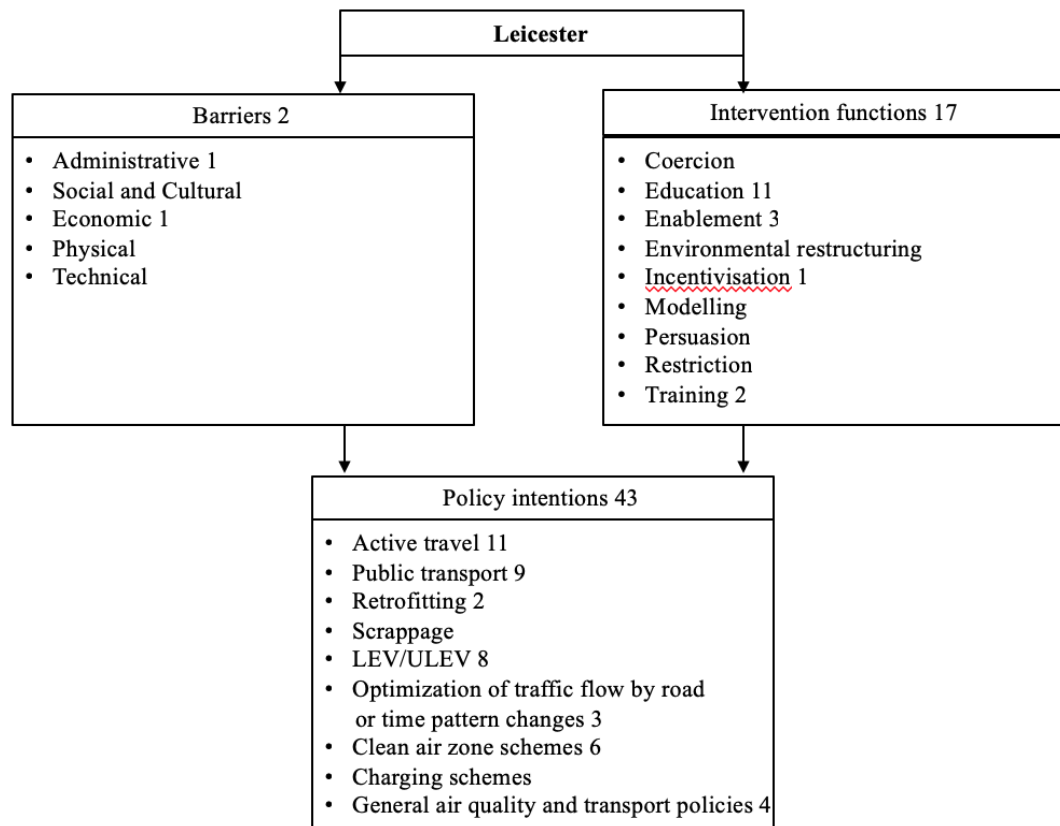 Leicester
Barriers 2
• Administrative 1
• Social and Cultural
• Economic 1
• Physical
• Technical
Intervention functions 17
• Coercion
• Education 11
• Enablement 3
• Environmental restructuring
• Incentivisation 1
• Modelling
• Persuasion
• Restriction
• Training 2
Policy intentions 43
• Active travel 11
• Public transport 9
• Retrofitting 2
• Scrappage
• LEV/ULEV 8
• Optimization of traffic flow by road
or time pattern changes 3
• Clean air zone schemes 6
• Charging schemes
• General air quality and transport policies 4